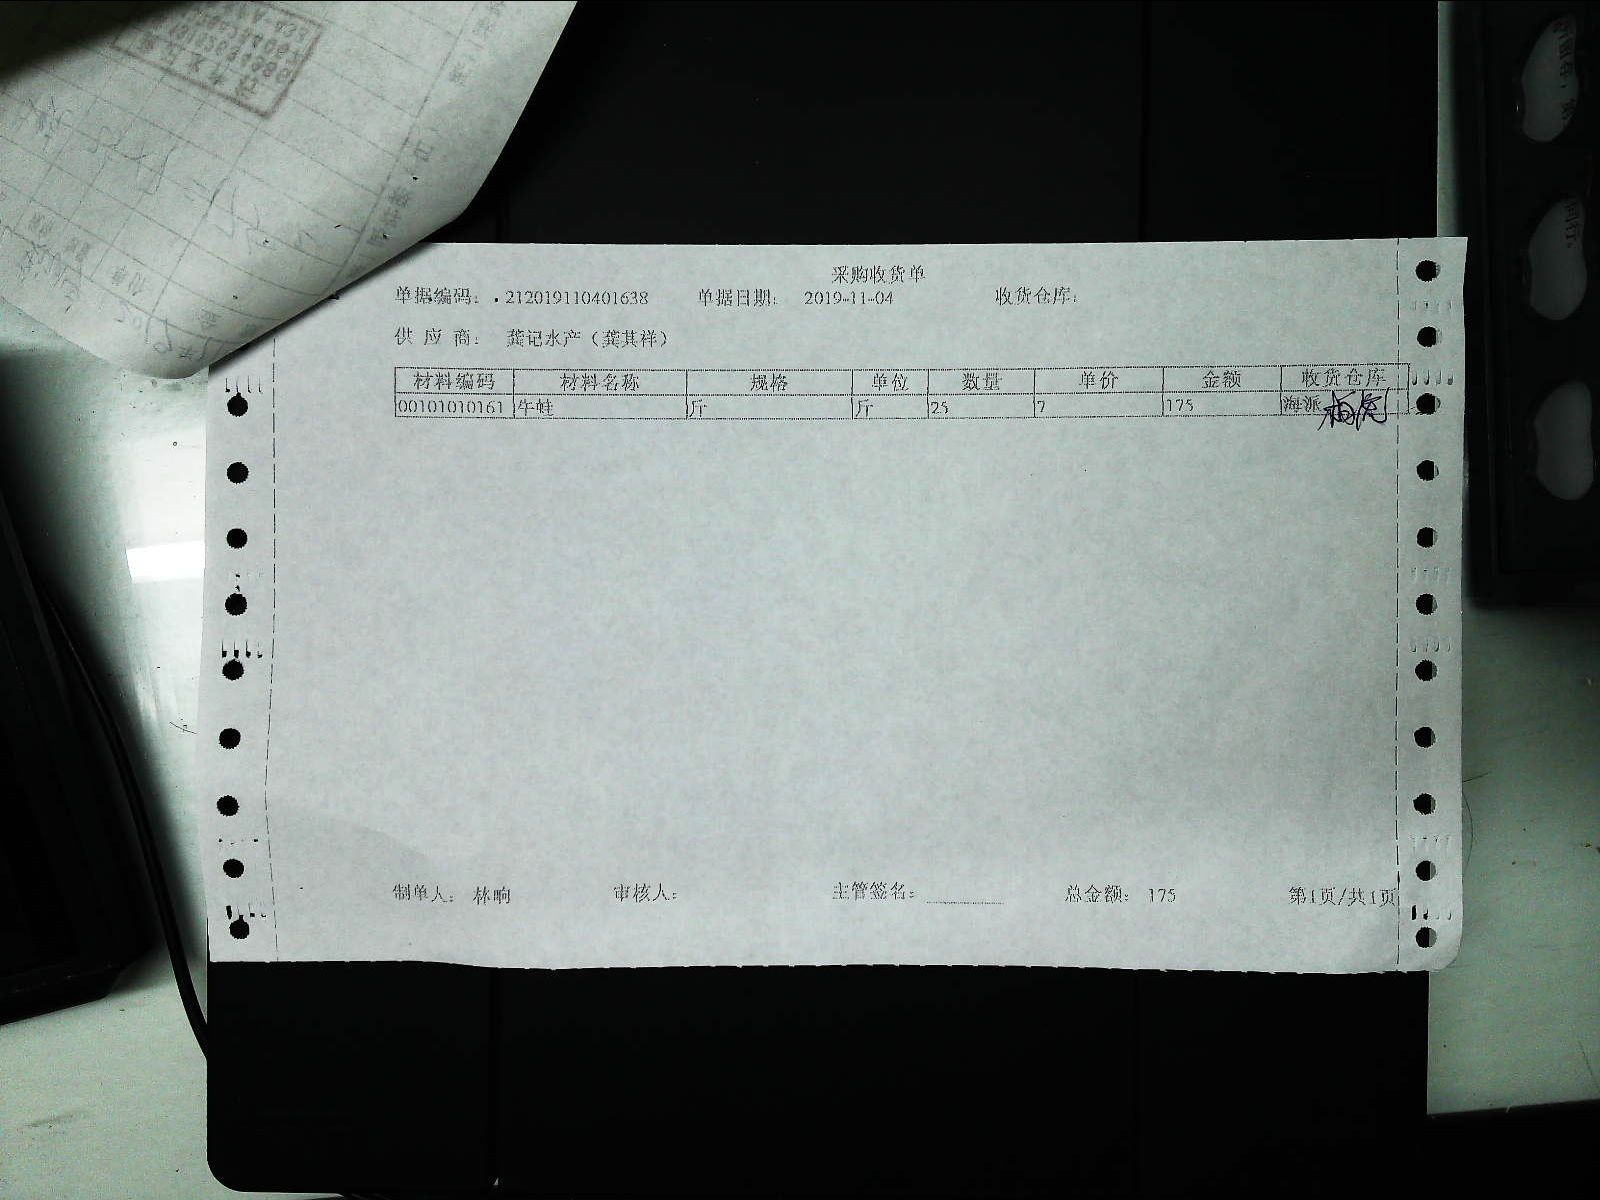 采购收货单
单据编码: .212019110401638 单据日期: 2019-11-04 收货仓库:
供 应 商: 龚记水产（龚其祥）
材料编码 材料名称 规格 单位 数量 单价 金额 收货仓库
00101010161 牛蛙 斤 斤 25 7 175 海派
制单人: 林晌 审核人: 主管签名: 总金额: 175 第1页/共1页